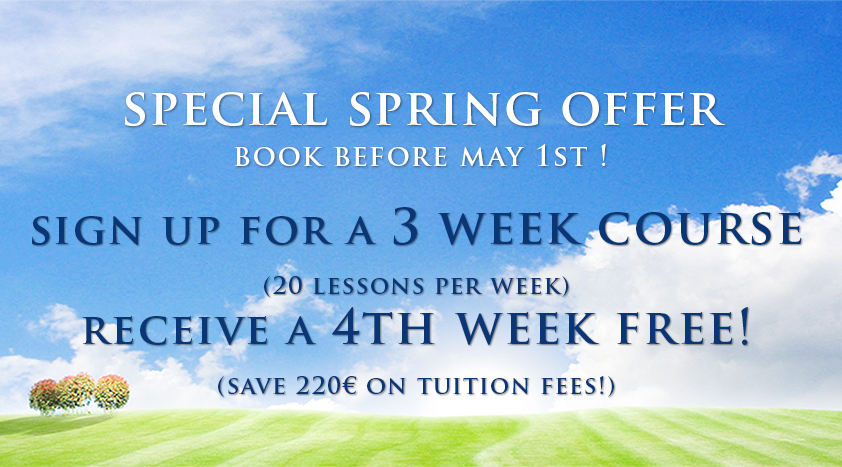 SPECIAL SPRING OFFER
BOOK BEFORE MAY 1ST !
SIGN UP FOR A 3 WEEK COURSE
(20 LESSONS PER WEEK)
RECEIVE A 4TH WEEK FREE!
(SAVE 220€ ON TUITION FEES!)